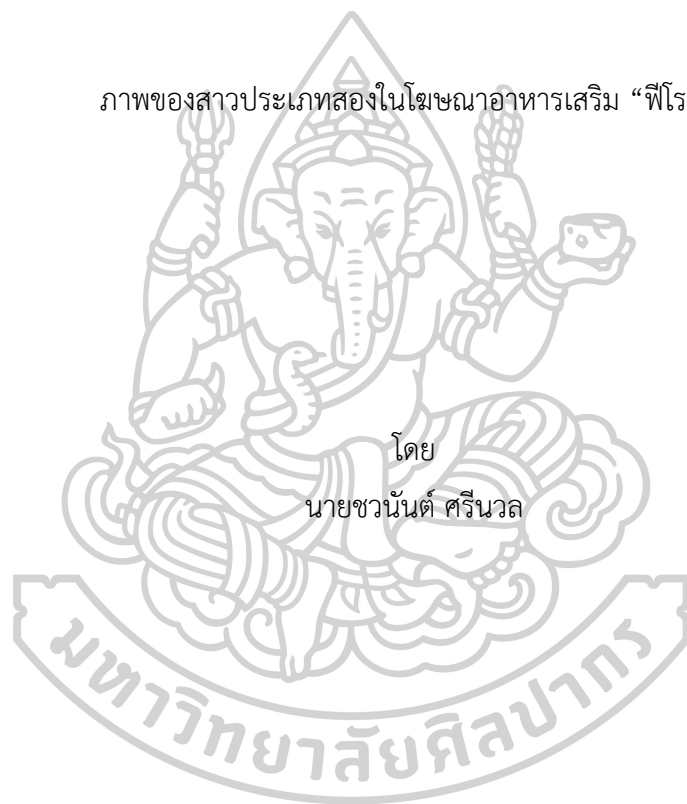 ภาพของสาวประเภทสองในโฆษณาอาหารเสริม “ฟีโร
โดย
นายชวนันต์ ศรีนวล
มหาวิทยาลัยศิลปากร